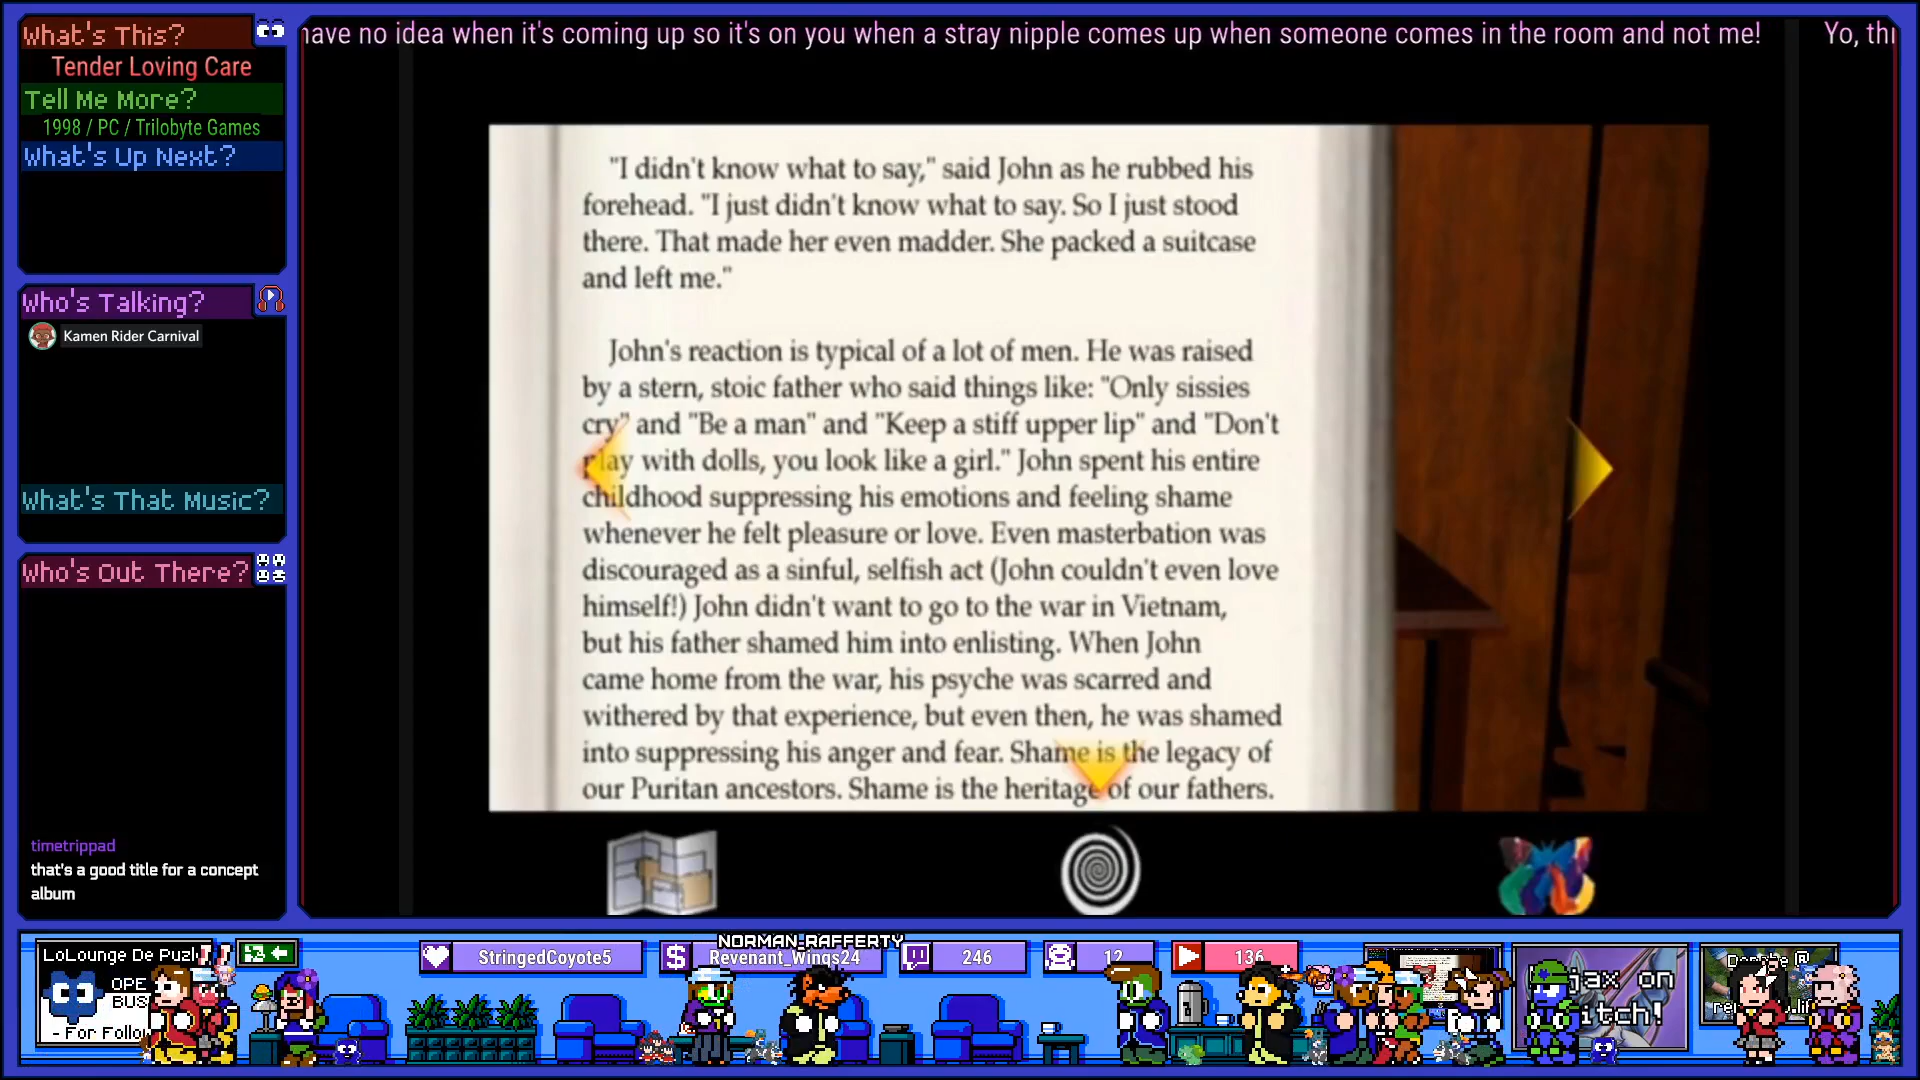 What's This?
Tender Loving Care
Tell Me More?
1998 / PC / Trilobyte Games
What's Up Next?
Who's Talking?
Kamen Rider Carnival
What's That Music?
Who's Out There?
timetrippad
that's a good title for a concept
album
have no idea when it's coming up so it's on you when a stray nipple comes up when someone comes in the room and not me! Yo,
"I didn't know what to say," said John as he rubbed his
forehead. "I just didn't know what to say. So I just stood
there. That made her even madder. She packed a suitcase
and left me."
John's reaction is typical of a lot of men. He was raised
by a stern, stoic father who said things like: "Only sissies
cry" and "Be a man" and "Keep a stiff upper lip" and "Don't
play with dolls, you look like a girl." John spent his entire
childhood suppressing his emotions and feeling shame
whenever he felt pleasure or love. Even masterbation was
discouraged as a sinful, selfish act (John couldn't even love
himself!) John didn't want to go to the war in Vietnam,
but his father shamed him into enlisting. When John
came home from the war, his psyche was scarred and
withered by that experience, but even then, he was shamed
into suppressing his anger and fear. Shame is the legacy of
our Puritan ancestors. Shame is the heritage of our fathers.
LoLounge De Puzl
OPE
BUS
- For Follo
StringedCoyote5
NORMAN_RAFFERTY
Revenant_Wings24
246
12
136
jax on
itch!